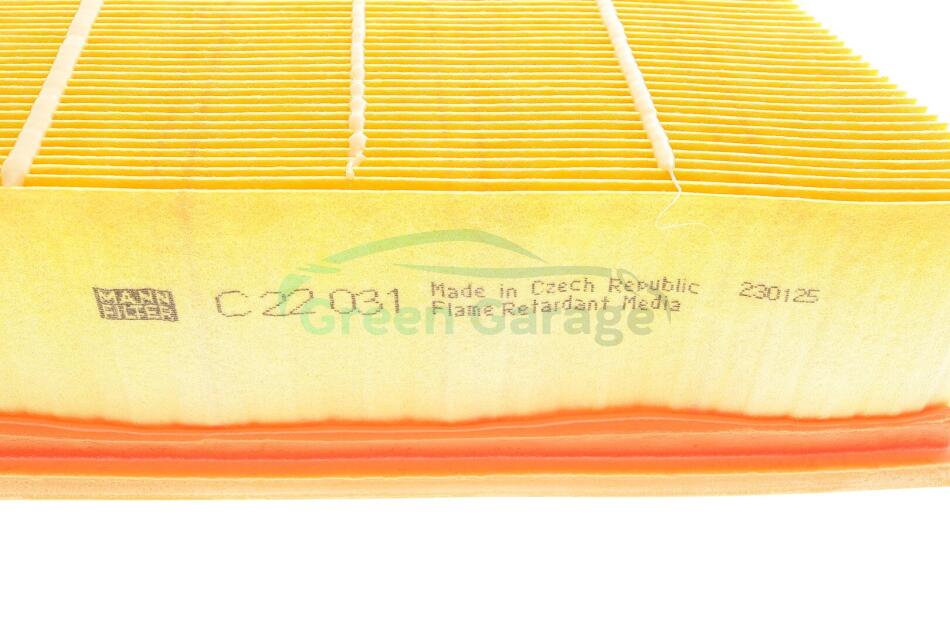 MANN
FILTER
C 22 031
Made in Czech Republic
Flame Retardant Media
230125
Green Garage